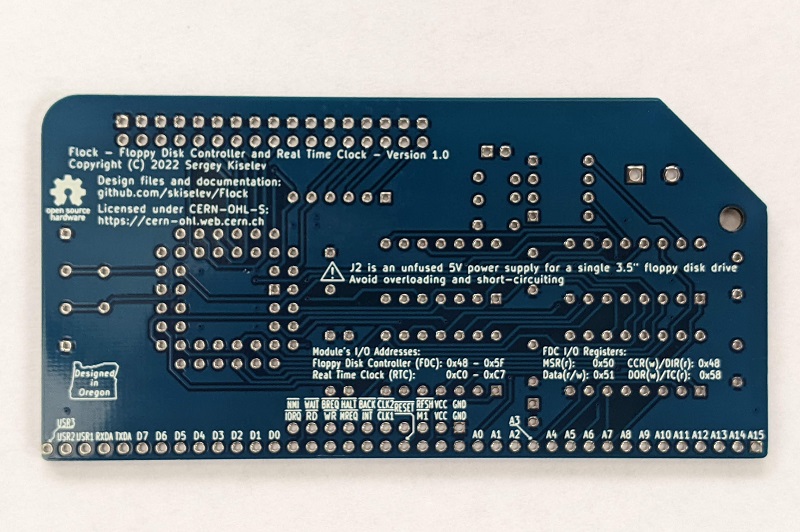 Flock – Floppy Disk Controller and Real Time Clock – Version 1.0
Copyright (C) 2022 Sergey Kiselev
Design files and documentation:
github.com/skiselev/Flock
open source
hardware
Licensed under CERN-OHL-S:
https://cern-ohl.web.cern.ch
J2 is an unfused 5V power supply for a single 3.5" floppy disk drive
Avoid overloading and short-circuiting
Module's I/O Addresses:
Floppy Disk Controller (FDC): 0x48 – 0x5F
Real Time Clock (RTC): 0xC0 – 0xC7
FDC I/O Registers:
MSR(r): 0x50 CCR(w)/DIR(r): 0x48
Data(r/w): 0x51 DOR(w)/TC(r): 0x58
Designed
in
Oregon
NMI WAIT BREQ HALT BACK CLK2 RESET RFSH VCC GND
IORQ RD WR MREQ INT CLK1 M1 VCC GND
USB3
USR2 USR1 RXDA TXDA D7 D6 D5 D4 D3 D2 D1 D0 A0 A1 A2 A3 A4 A5 A6 A7 A8 A9 A10 A11 A12 A13 A14 A15